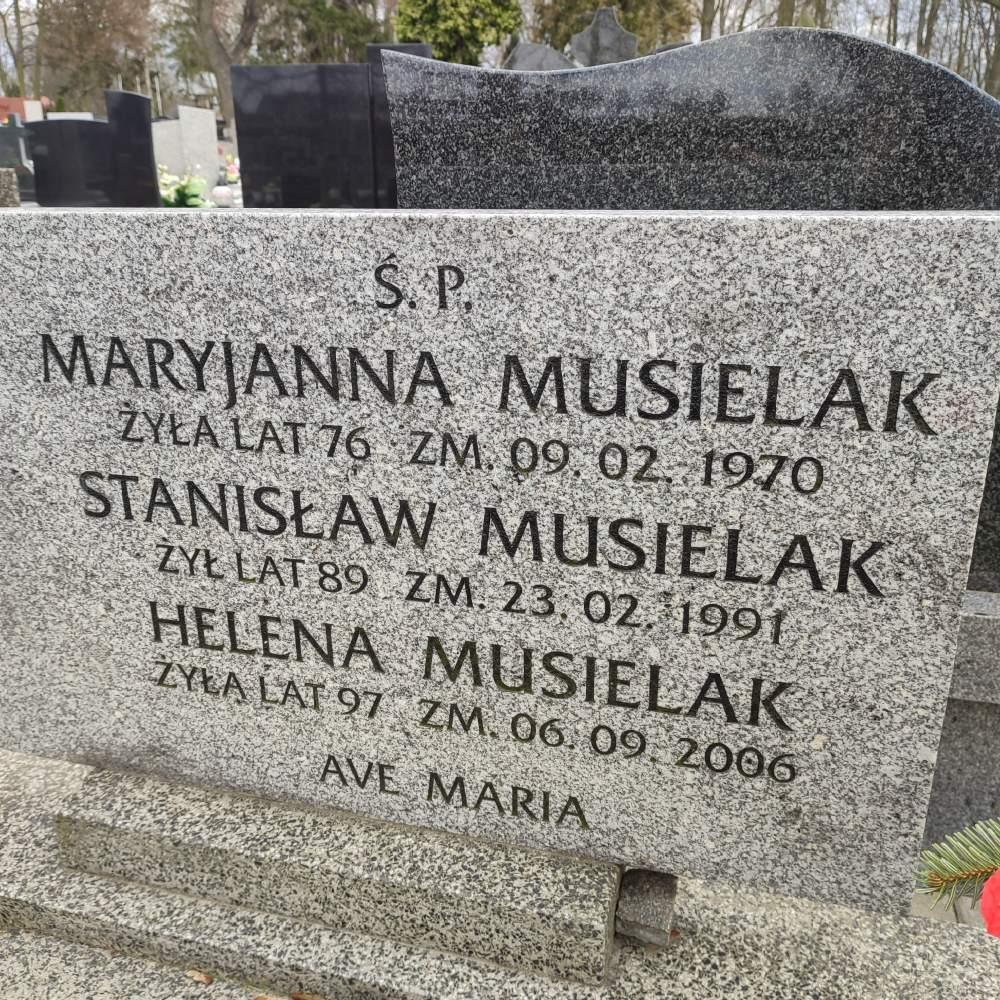 Ś. P.
MARYJANNA MUSIELAK
ŻYŁA LAT 76 ZM. 09. 02. 1970
STANISŁAW MUSIELAK
ŻYŁ LAT 89 ZM. 23. 02. 1991
HELENA MUSIELAK
ŻYŁA LAT 97 ZM. 06. 09. 2006
AVE MARIA